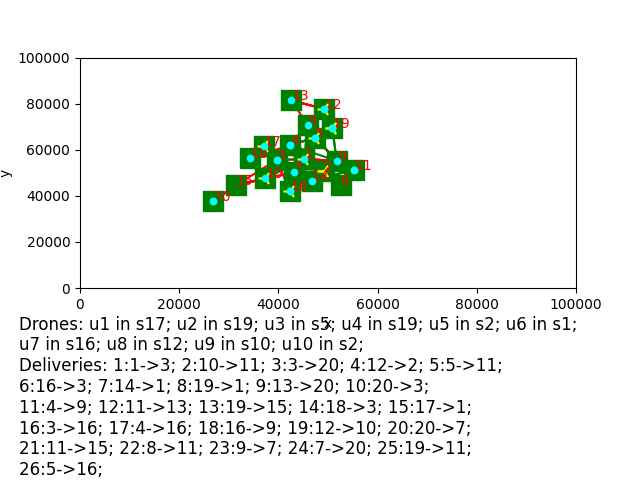 100000
80000
60000
40000
20000
0
y
0 20000 40000 60000 80000 100000
x
Drones: u1 in s17; u2 in s19; u3 in s5; u4 in s19; u5 in s2; u6 in s1;
u7 in s16; u8 in s12; u9 in s10; u10 in s2;
Deliveries: 1:1->3; 2:10->11; 3:3->20; 4:12->2; 5:5->11;
6:16->3; 7:14->1; 8:19->1; 9:13->20; 10:20->3;
11:4->9; 12:11->13; 13:19->15; 14:18->3; 15:17->1;
16:3->16; 17:4->16; 18:16->9; 19:12->10; 20:20->7;
21:11->15; 22:8->11; 23:9->7; 24:7->20; 25:19->11;
26:5->16;